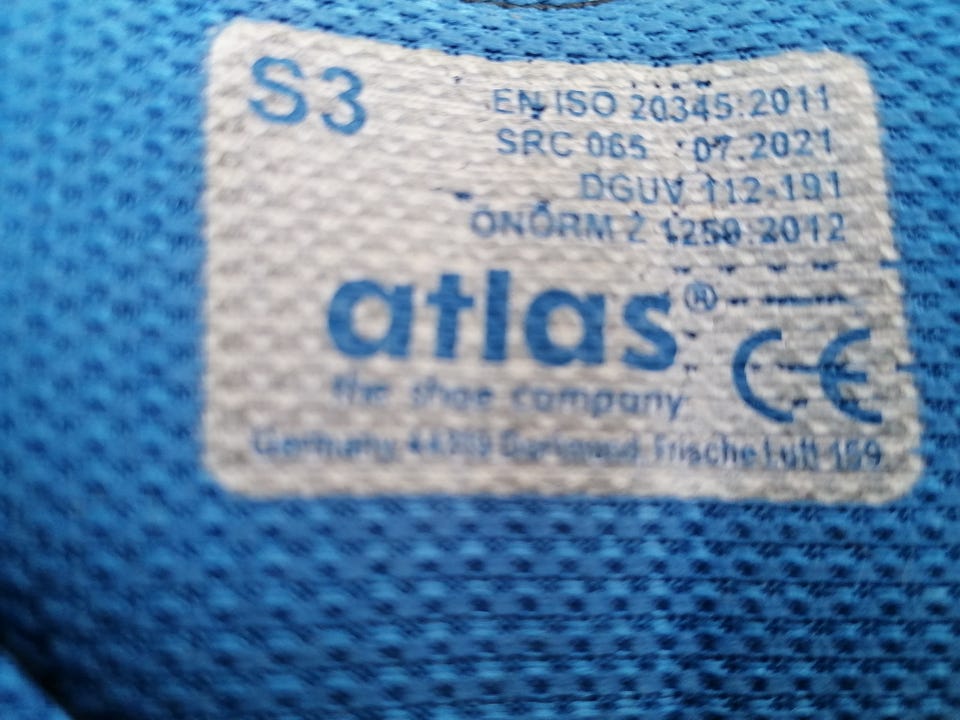 S3
EN ISO 20345:2011
SRC 065 07.2021
DGUV 112-191
ÖNORM Z 1259:2012
atlas®
the shoe company
CE
Germany 44319 Dortmund Frische Luft 159